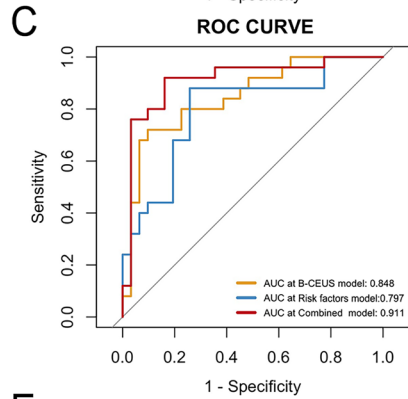 C
ROC CURVE
Sensitivity
1.0
0.8
0.6
0.4
0.2
0.0
AUC at B-CEUS model: 0.848
AUC at Risk factors model:0.797
AUC at Combined model: 0.911
0.0 0.2 0.4 0.6 0.8 1.0
1 - Specificity